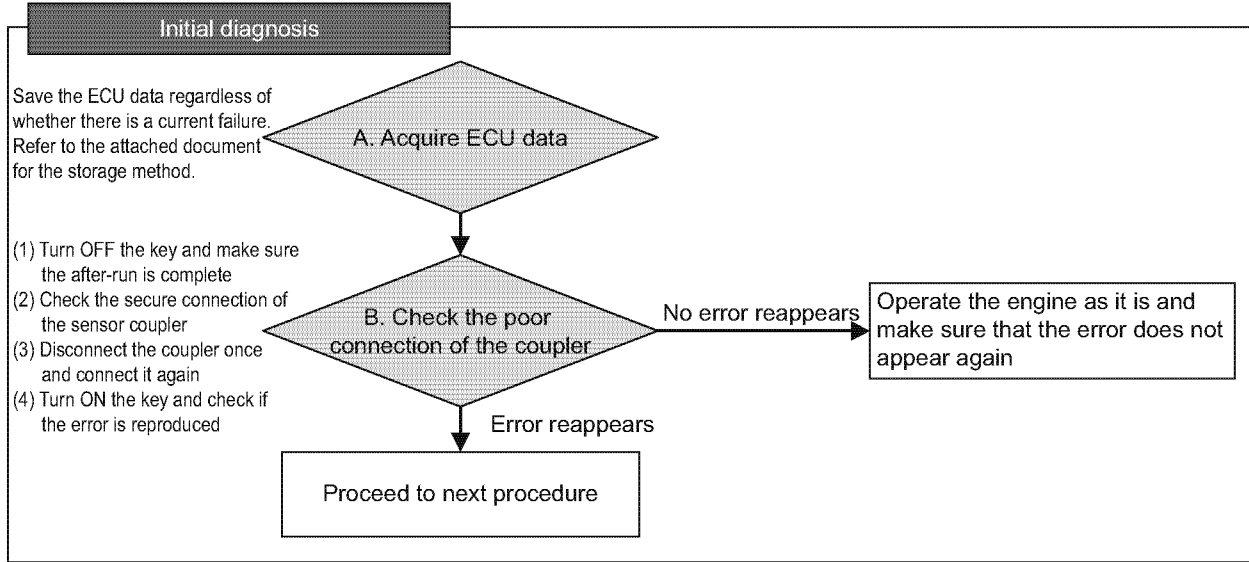 Initial diagnosis
Save the ECU data regardless of
whether there is a current failure.
Refer to the attached document
for the storage method.
A. Acquire ECU data
(1) Turn OFF the key and make sure
the after-run is complete
(2) Check the secure connection of
the sensor coupler
(3) Disconnect the coupler once
and connect it again
(4) Turn ON the key and check if
the error is reproduced
B. Check the poor
connection of the coupler
No error reappears
Operate the engine as it is and
make sure that the error does not
appear again
Error reappears
Proceed to next procedure